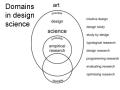 Domains
in design
science
art
design
science
empirical
research
creative design
design study
study by design
typological research
design research
programming research
evaluating research
optimising research